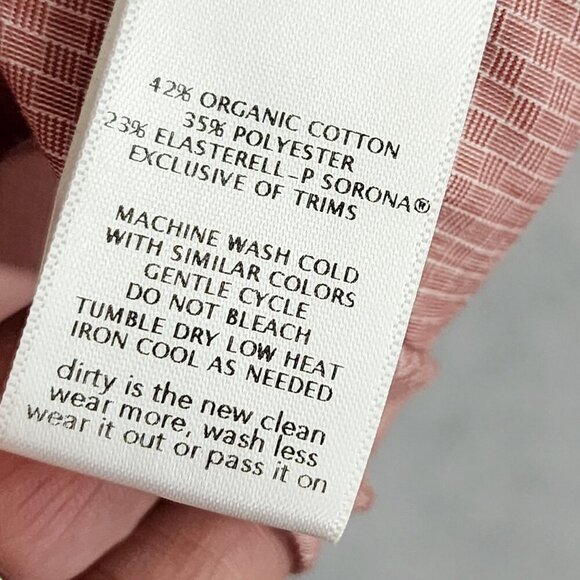 42% ORGANIC COTTON
35% POLYESTER
23% ELASTERELL-P SORONA®
EXCLUSIVE OF TRIMS
MACHINE WASH COLD
WITH SIMILAR COLORS
GENTLE CYCLE
DO NOT BLEACH
TUMBLE DRY LOW HEAT
IRON COOL AS NEEDED
dirty is the new clean
wear more, wash less
wear it out or pass it on